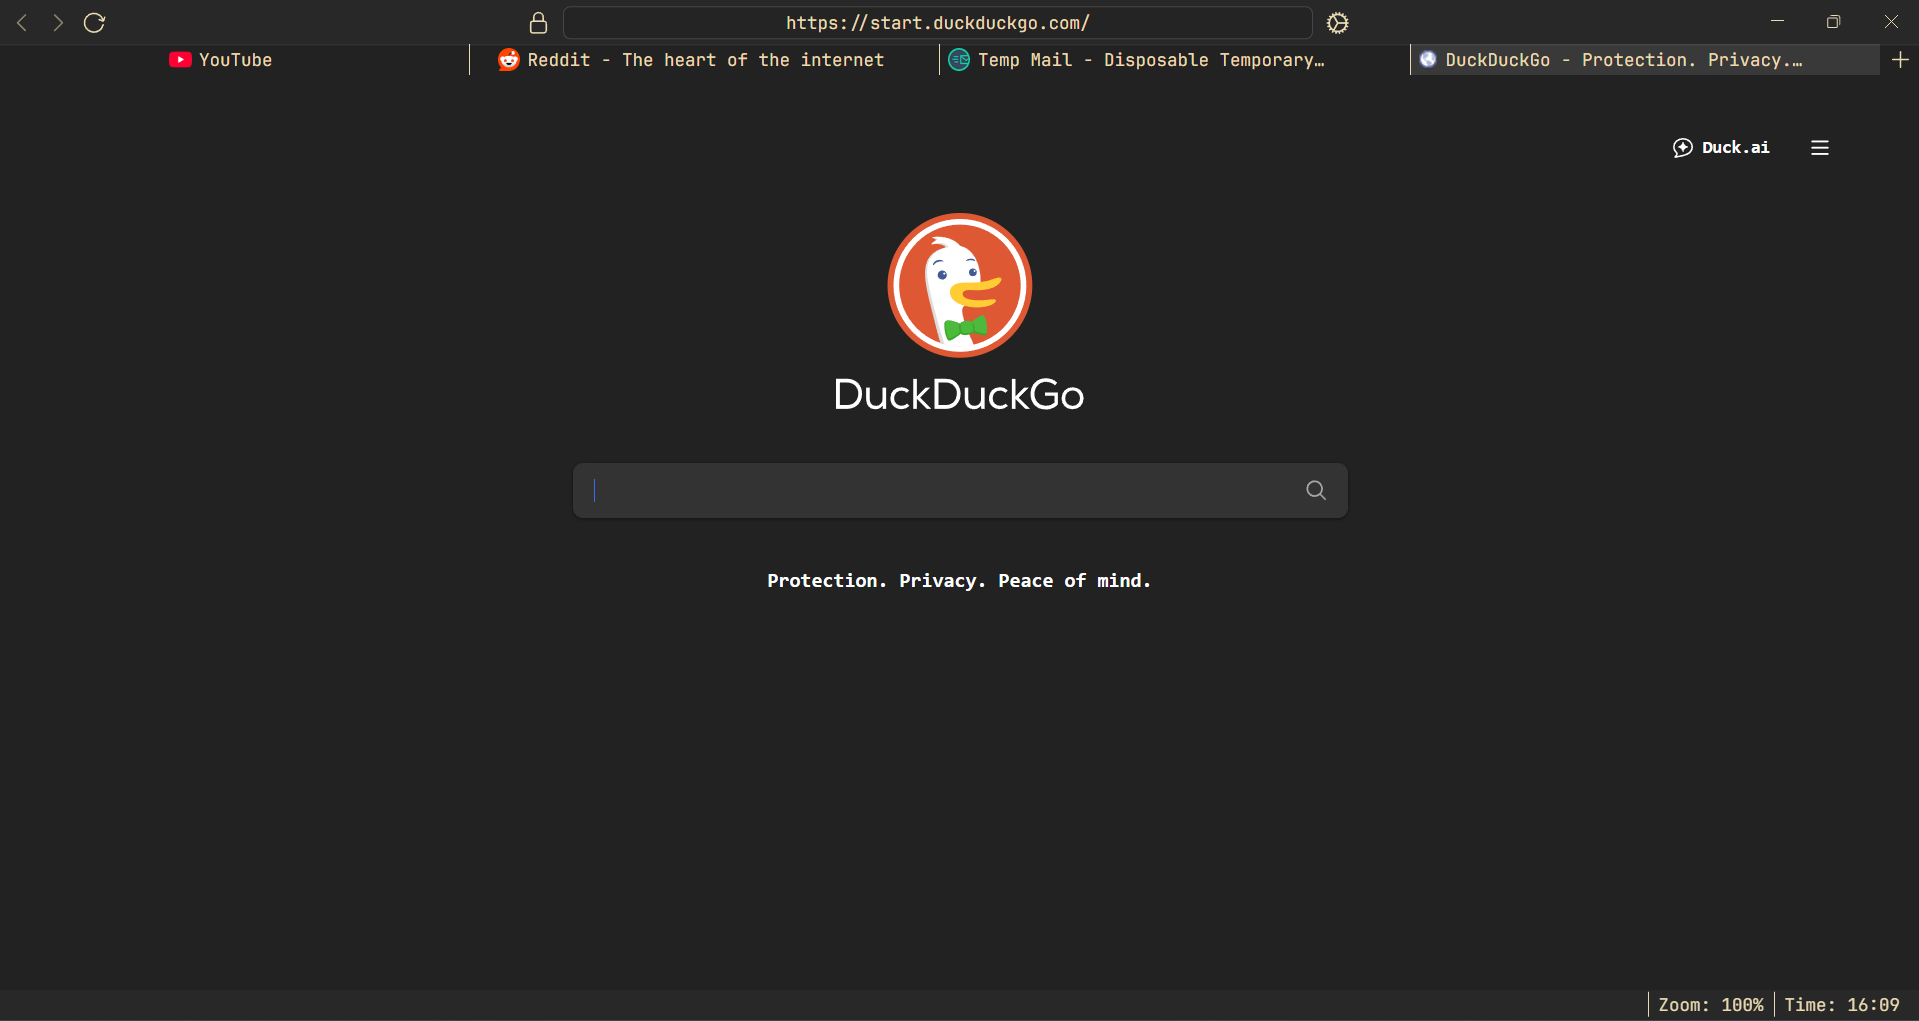 https://start.duckduckgo.com/
YouTube
Reddit - The heart of the internet
Temp Mail - Disposable Temporary…
DuckDuckGo - Protection. Privacy.…
Duck.ai
DuckDuckGo
Protection. Privacy. Peace of mind.
Zoom: 100%
Time: 16:09